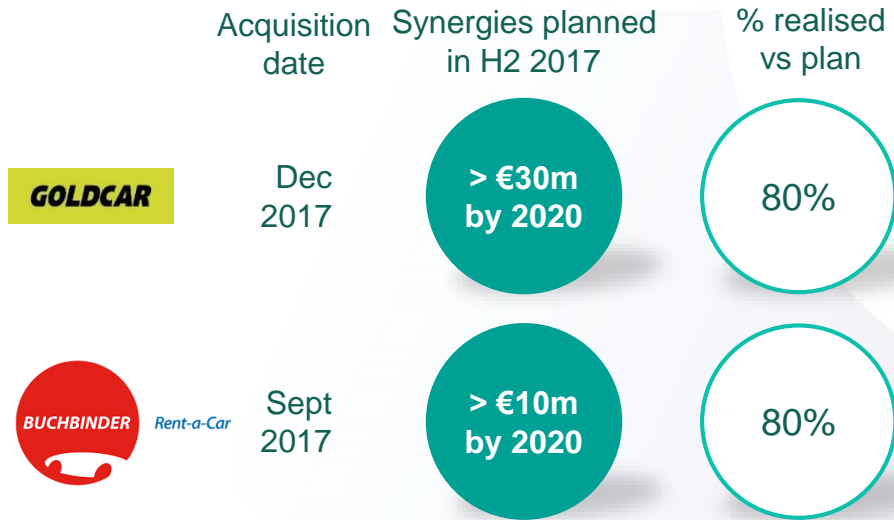 Acquisition
date
Synergies planned
in H2 2017
% realised
vs plan
GOLDCAR
Dec
2017
> €30m
by 2020
80%
BUCHBINDER
Rent-a-Car
Sept
2017
> €10m
by 2020
80%